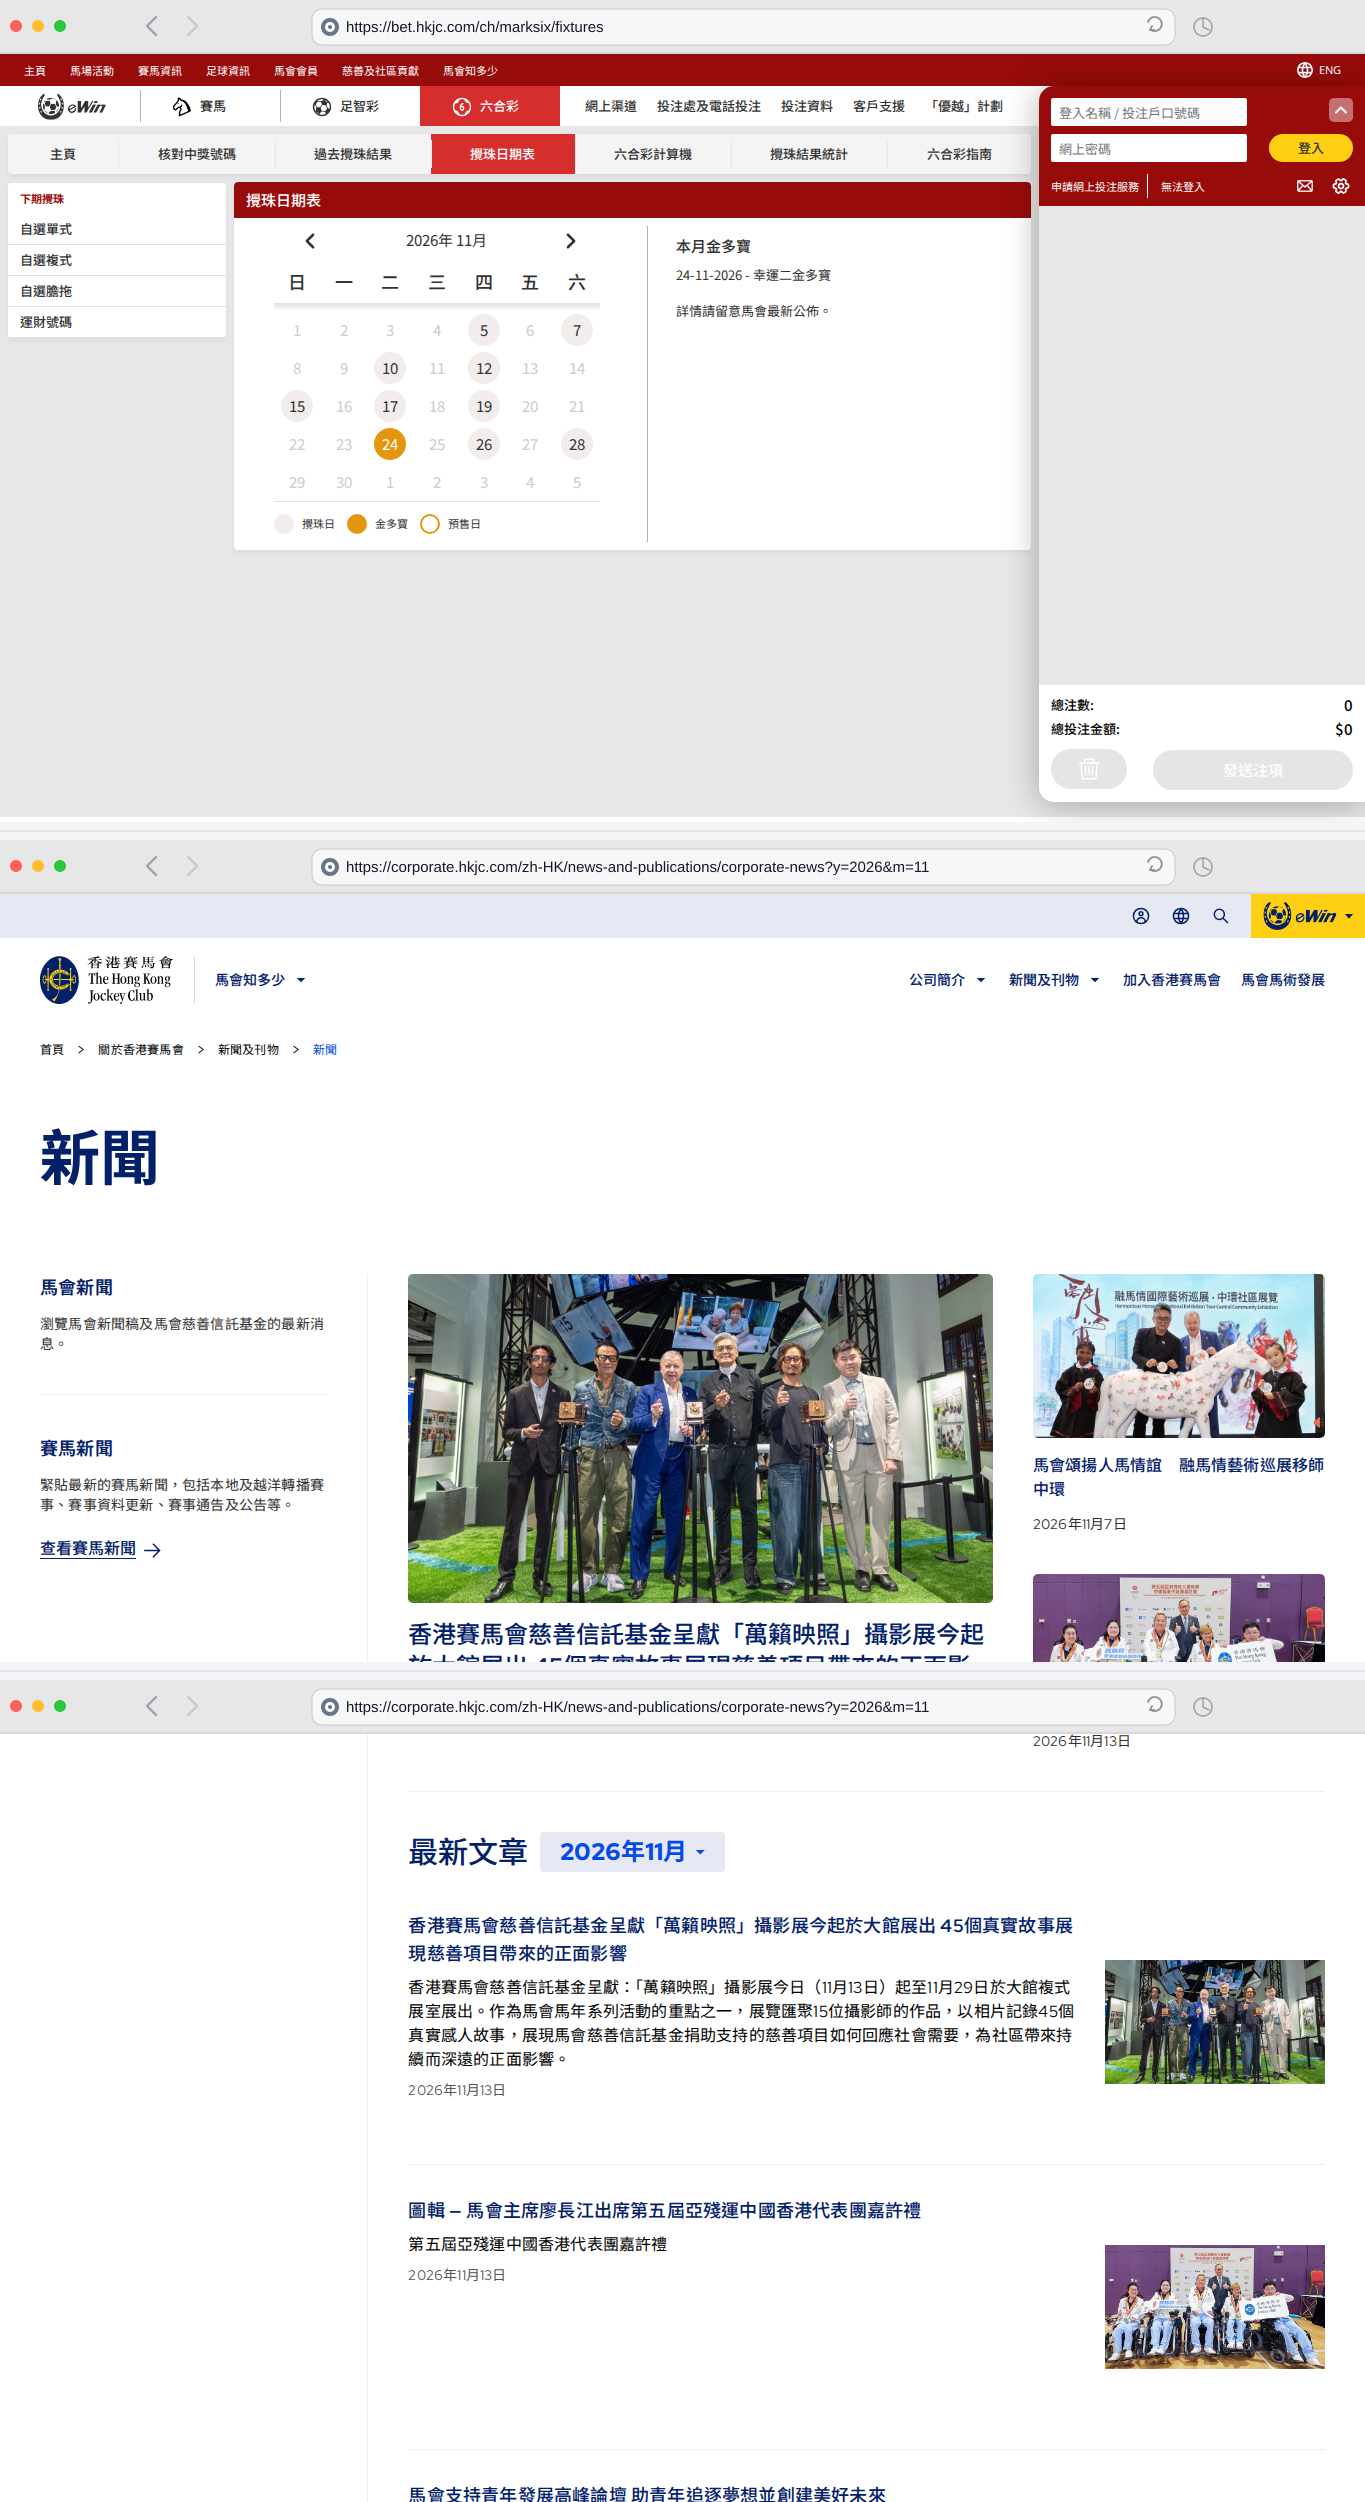 https://bet.hkjc.com/ch/marksix/fixtures
主頁 馬場活動 賽馬資訊 足球資訊 馬會會員 慈善及社區貢獻 馬會知多少 ENG
eWin 賽馬 足智彩 六合彩 網上渠道 投注處及電話投注 投注資料 客戶支援 「優越」計劃
登入名稱 / 投注戶口號碼
網上密碼 登入
申請網上投注服務 無法登入
主頁 核對中獎號碼 過去攪珠結果 攪珠日期表 六合彩計算機 攪珠結果統計 六合彩指南
下期攪珠
自選單式
自選複式
自選膽拖
運財號碼
攪珠日期表
2026年 11月
日 一 二 三 四 五 六
1 2 3 4 5 6 7
8 9 10 11 12 13 14
15 16 17 18 19 20 21
22 23 24 25 26 27 28
29 30 1 2 3 4 5
攪珠日 金多寶 預售日
本月金多寶
24-11-2026 - 幸運二金多寶
詳情請留意馬會最新公佈。
總注數: 0
總投注金額: $0
發送注項
https://corporate.hkjc.com/zh-HK/news-and-publications/corporate-news?y=2026&m=11
eWin
香港賽馬會
The Hong Kong
Jockey Club
馬會知多少 公司簡介 新聞及刊物 加入香港賽馬會 馬會馬術發展
首頁 > 關於香港賽馬會 > 新聞及刊物 > 新聞
新聞
馬會新聞
瀏覽馬會新聞稿及馬會慈善信託基金的最新消
息。
賽馬新聞
緊貼最新的賽馬新聞，包括本地及越洋轉播賽
事、賽事資料更新、賽事通告及公告等。
查看賽馬新聞
香港賽馬會慈善信託基金呈獻「萬籟映照」攝影展今起
於大館展出 45個真實故事展現慈善項目帶來的正面影
融馬情國際藝術巡展 · 中環社區展覽
馬會頌揚人馬情誼 融馬情藝術巡展移師
中環
2026年11月7日
https://corporate.hkjc.com/zh-HK/news-and-publications/corporate-news?y=2026&m=11
2026年11月13日
最新文章 2026年11月
香港賽馬會慈善信託基金呈獻「萬籟映照」攝影展今起於大館展出 45個真實故事展
現慈善項目帶來的正面影響
香港賽馬會慈善信託基金呈獻：「萬籟映照」攝影展今日（11月13日）起至11月29日於大館複式
展室展出。作為馬會馬年系列活動的重點之一，展覽匯聚15位攝影師的作品，以相片記錄45個
真實感人故事，展現馬會慈善信託基金捐助支持的慈善項目如何回應社會需要，為社區帶來持
續而深遠的正面影響。
2026年11月13日
圖輯 – 馬會主席廖長江出席第五屆亞殘運中國香港代表團嘉許禮
第五屆亞殘運中國香港代表團嘉許禮
2026年11月13日
馬會支持青年發展高峰論壇 助青年追逐夢想並創建美好未來